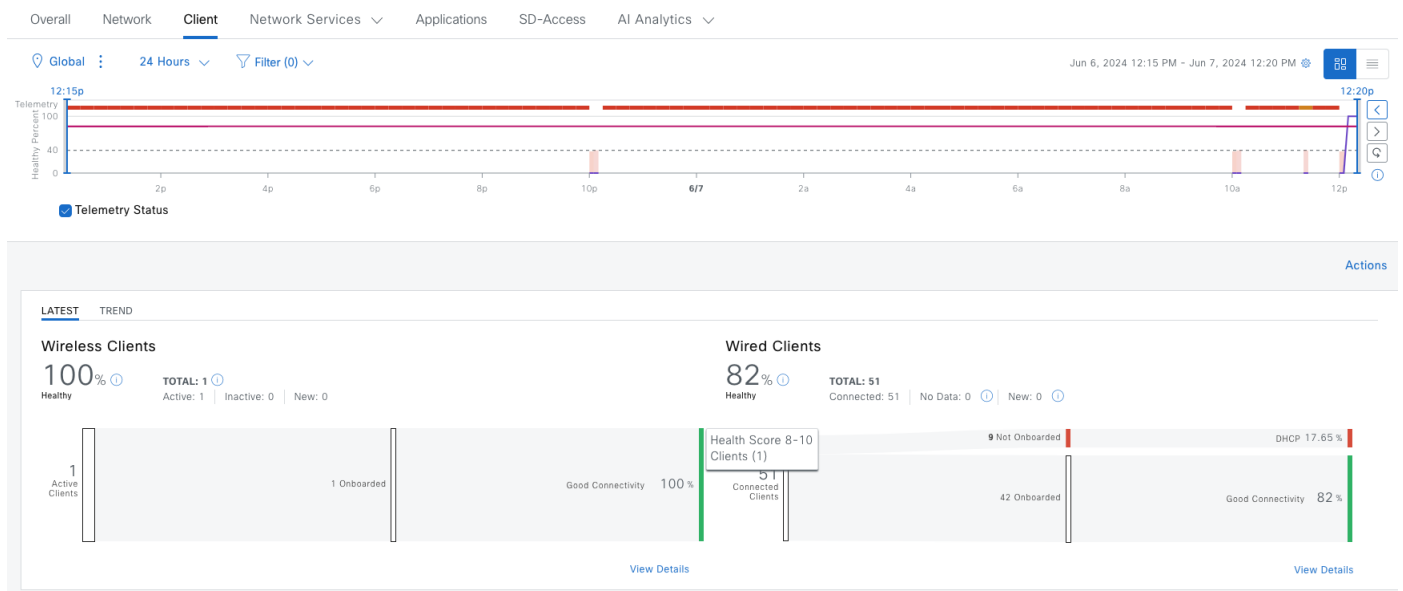 Overall Network Client Network Services Applications SD-Access AI Analytics
Global 24 Hours Filter (0) Jun 6, 2024 12:15 PM - Jun 7, 2024 12:20 PM
12:15p 12:20p
Telemetry
Healthy Percent
100
40
0
2p 4p 6p 8p 10p 6/7 2a 4a 6a 8a 10a 12p
Telemetry Status
Actions
LATEST TREND
Wireless Clients
100%
Healthy
TOTAL: 1
Active: 1 Inactive: 0 New: 0
1
Active
Clients
1 Onboarded
Good Connectivity 100 %
View Details
Health Score 8-10
Clients (1)
Wired Clients
82%
Healthy
TOTAL: 51
Connected: 51 No Data: 0 New: 0
51
Connected
Clients
9 Not Onboarded
DHCP 17.65 %
42 Onboarded
Good Connectivity 82 %
View Details